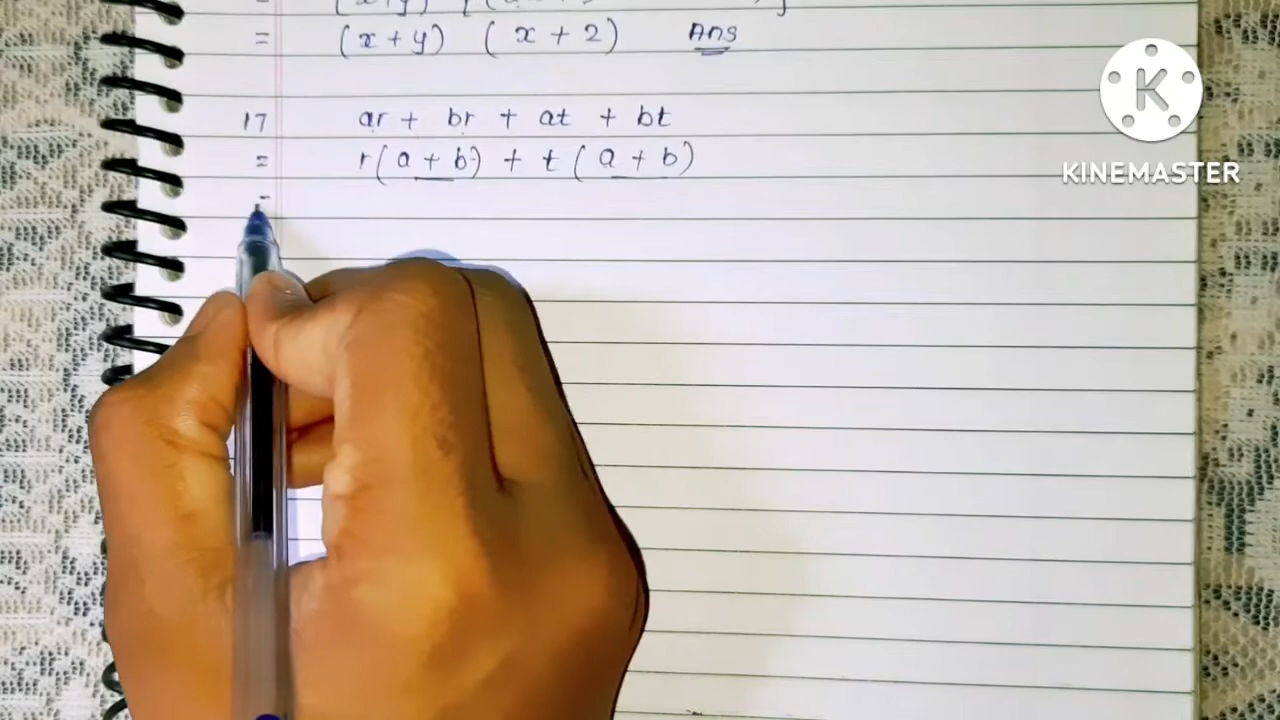 = (x+y) (x + 2) Ans
17 ar + br + at + bt
= r(a + b) + t (a + b)
-
K
KINEMASTER